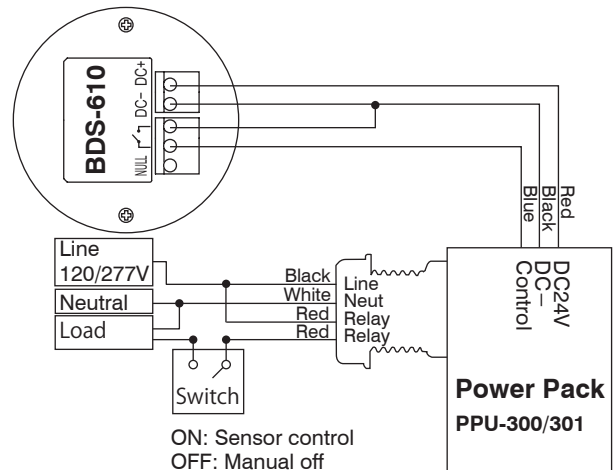 BDS-610
DC+
DC-
NULL
Red
Black
Blue
DC24V
DC-
Control
Line
120/277V
Neutral
Load
Switch
Black
White
Red
Red
Line
Neut
Relay
Relay
Power Pack
PPU-300/301
ON: Sensor control
OFF: Manual off